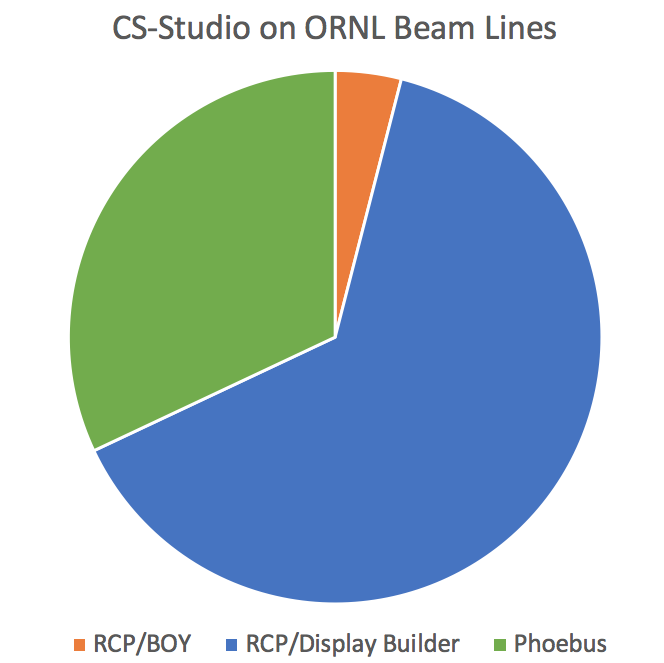 CS-Studio on ORNL Beam Lines
RCP/BOY RCP/Display Builder Phoebus